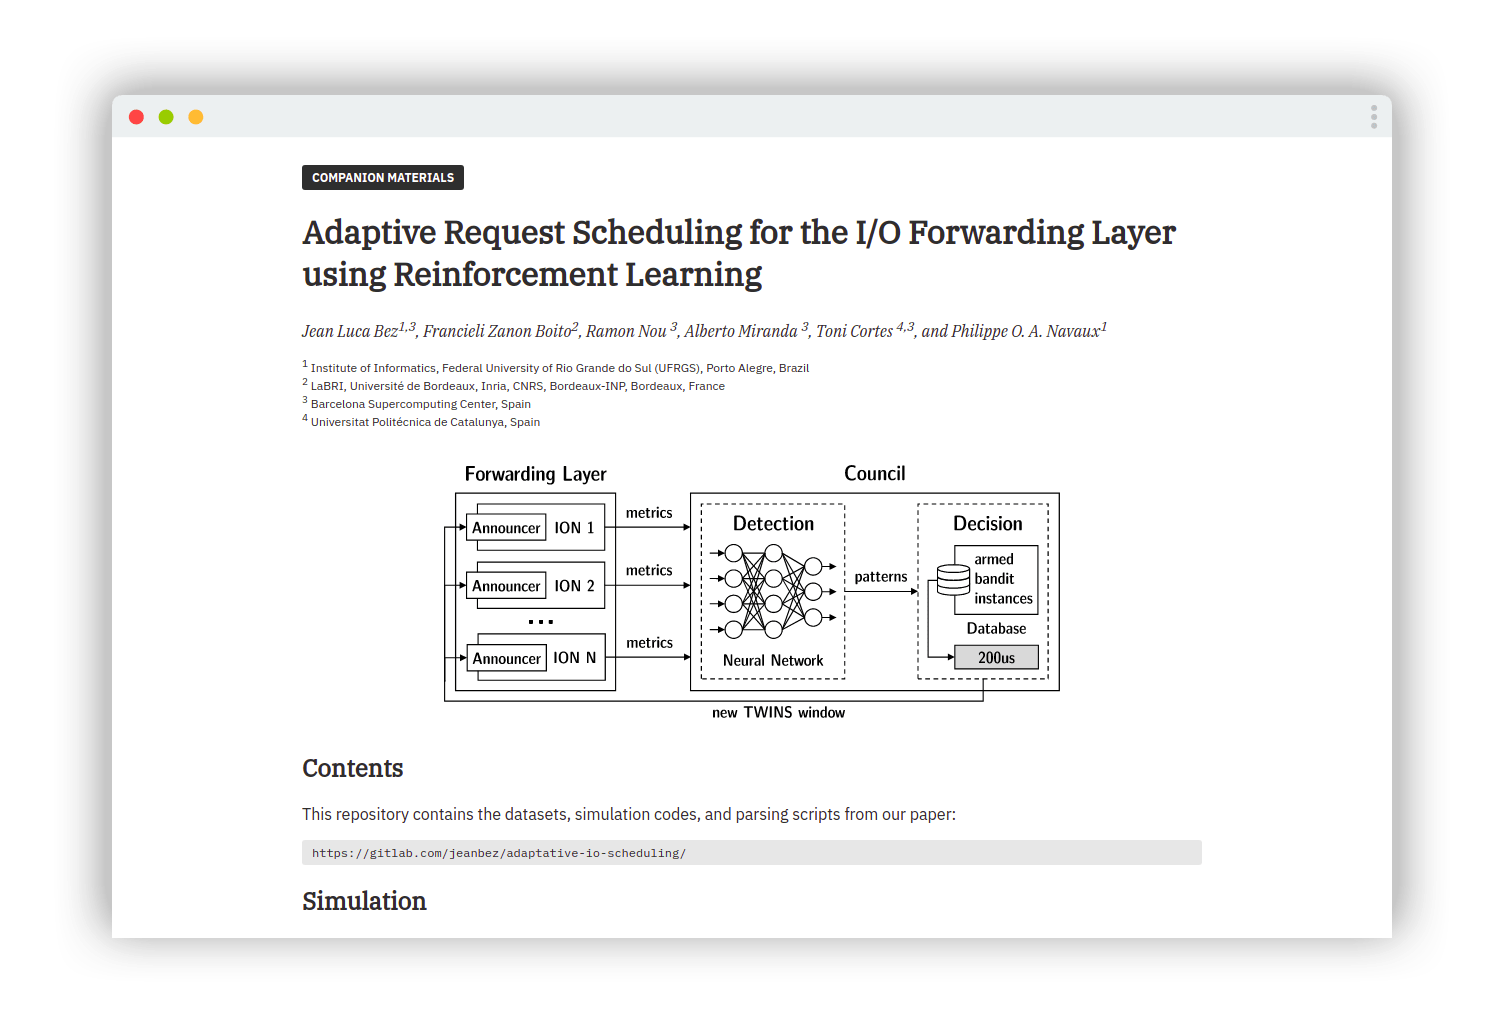 COMPANION MATERIALS
Adaptive Request Scheduling for the I/O Forwarding Layer
using Reinforcement Learning
Jean Luca Bez1,3, Francieli Zanon Boito2, Ramon Nou 3, Alberto Miranda 3, Toni Cortes 4,3, and Philippe O. A. Navaux1
1 Institute of Informatics, Federal University of Rio Grande do Sul (UFRGS), Porto Alegre, Brazil
2 LaBRI, Université de Bordeaux, Inria, CNRS, Bordeaux-INP, Bordeaux, France
3 Barcelona Supercomputing Center, Spain
4 Universitat Politécnica de Catalunya, Spain
Forwarding Layer
Announcer ION 1
Announcer ION 2
...
Announcer ION N
metrics
metrics
metrics
Council
Detection
Neural Network
patterns
Decision
armed
bandit
instances
Database
200us
new TWINS window
Contents
This repository contains the datasets, simulation codes, and parsing scripts from our paper:
https://gitlab.com/jeanbez/adaptative-io-scheduling/
Simulation